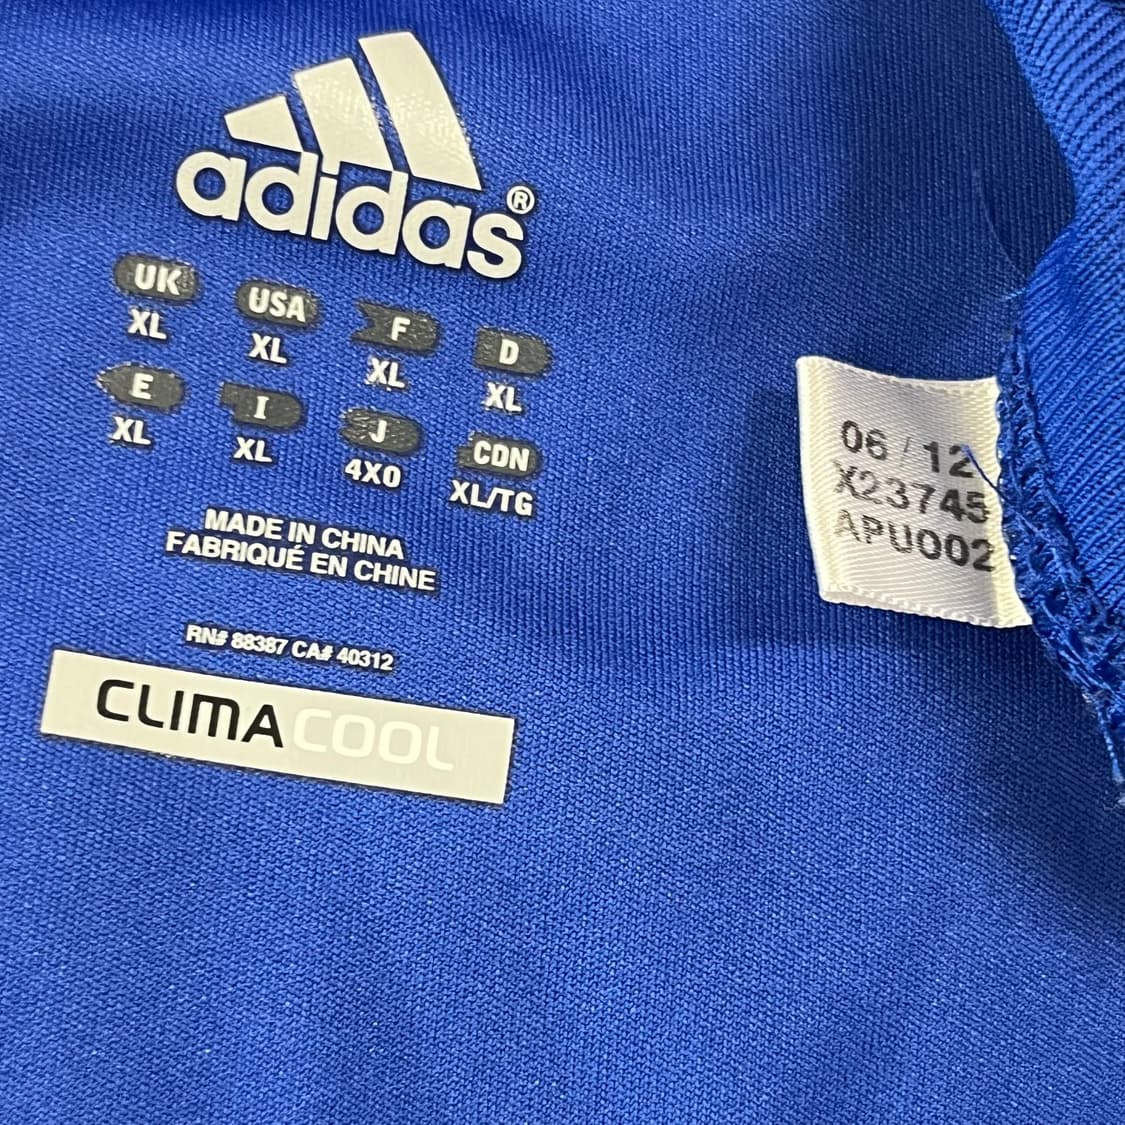 adidas®
UK USA F D
XL XL XL XL
E I J CDN
XL XL 4XO XL/TG
MADE IN CHINA
FABRIQUÉ EN CHINE
RN# 88387 CA# 40312
CLIMACOOL
06 / 12
X23745
APU002